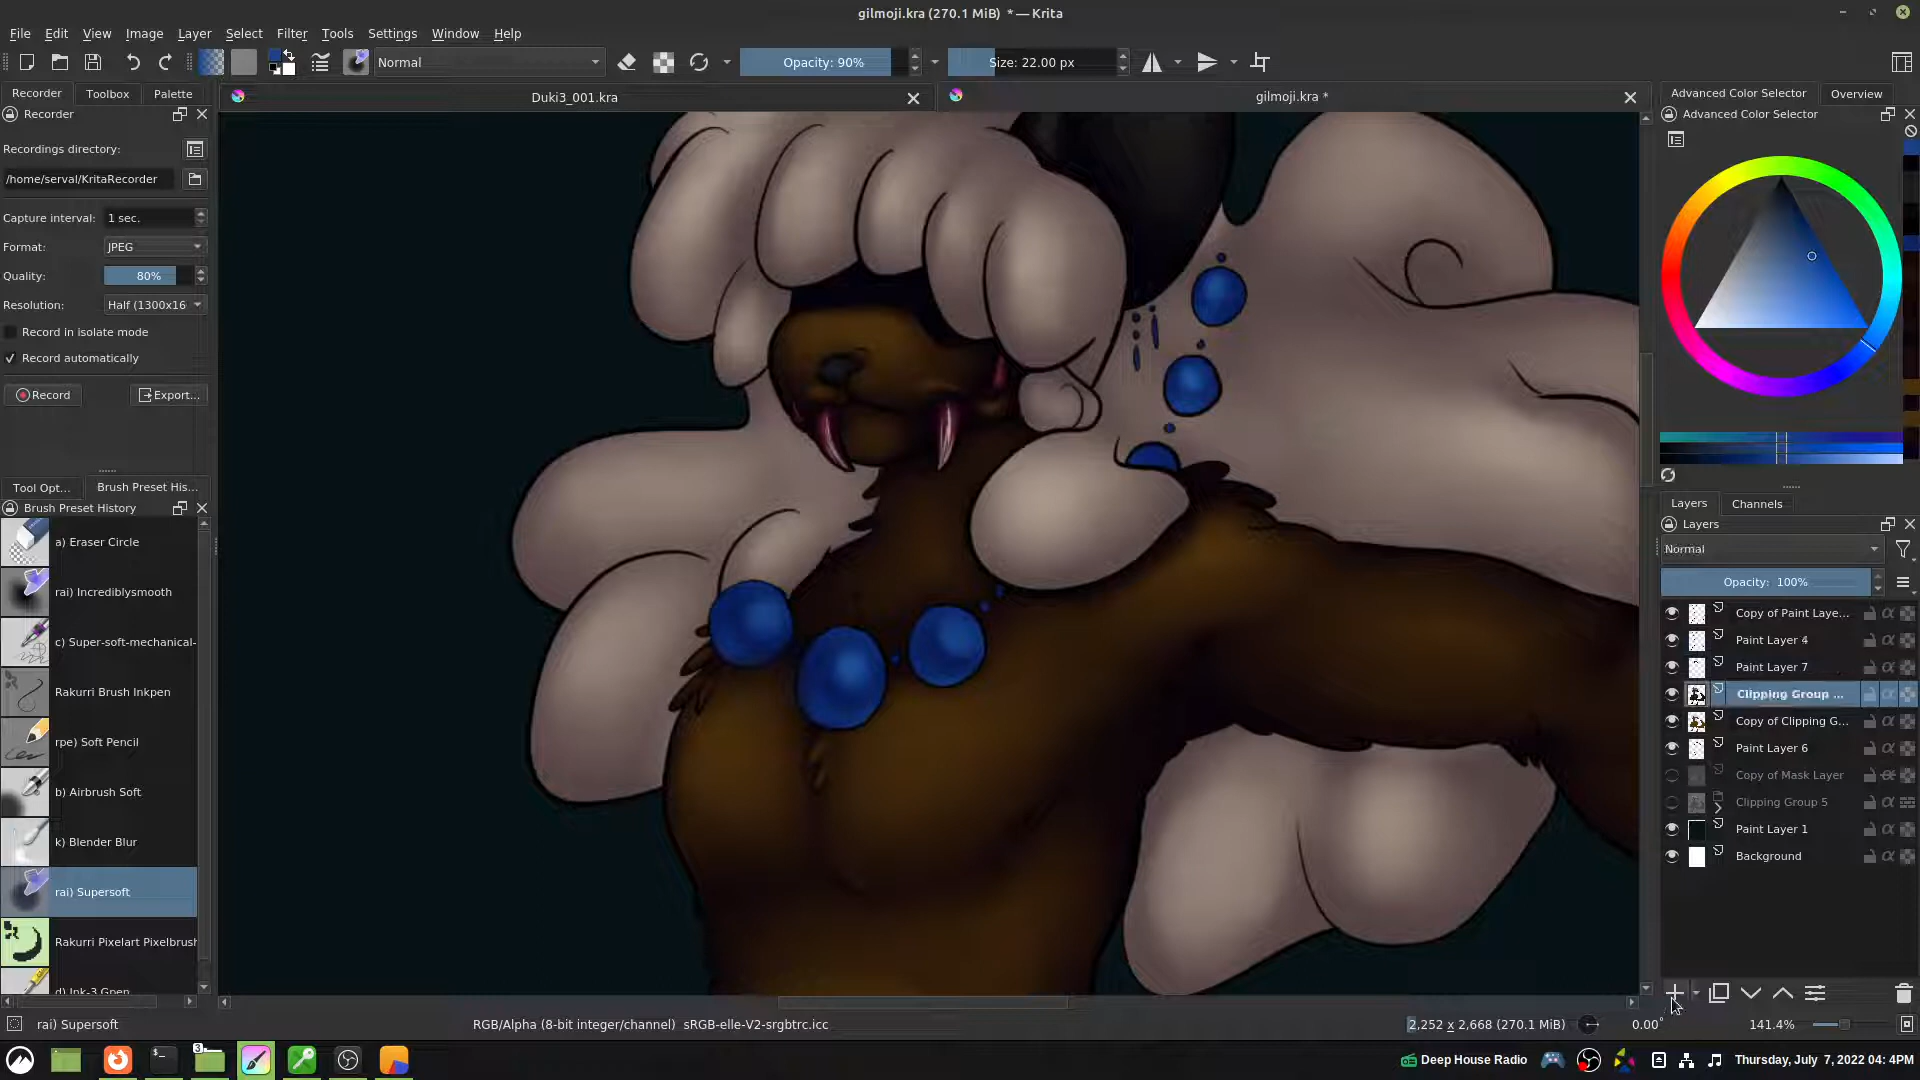 gilmoji.kra (270.1 MiB) * — Krita
File Edit View Image Layer Select Filter Tools Settings Window Help
Normal Opacity: 90% Size: 22.00 px
Recorder Toolbox Palette Duki3_001.kra gilmoji.kra * Advanced Color Selector Overview
Recorder
Advanced Color Selector
Recordings directory:
/home/serval/KritaRecorder
Capture interval: 1 sec.
Format: JPEG
Quality: 80%
Resolution: Half (1300x16
Record in isolate mode
Record automatically
Record Export...
Tool Opt... Brush Preset His...
Brush Preset History
a) Eraser Circle
rai) Incrediblysmooth
c) Super-soft-mechanical-
Rakurri Brush Inkpen
rpe) Soft Pencil
b) Airbrush Soft
k) Blender Blur
rai) Supersoft
Rakurri Pixelart Pixelbrush
d) Ink-3 Gpen
Layers Channels
Layers
Normal
Opacity: 100%
Copy of Paint Laye...
Paint Layer 4
Paint Layer 7
Clipping Group ...
Copy of Clipping G...
Paint Layer 6
Copy of Mask Layer
Clipping Group 5
Paint Layer 1
Background
rai) Supersoft RGB/Alpha (8-bit integer/channel) sRGB-elle-V2-srgbtrc.icc 2,252 x 2,668 (270.1 MiB) 0.00° 141.4%
3 Deep House Radio Thursday, July 7, 2022 04: 4PM